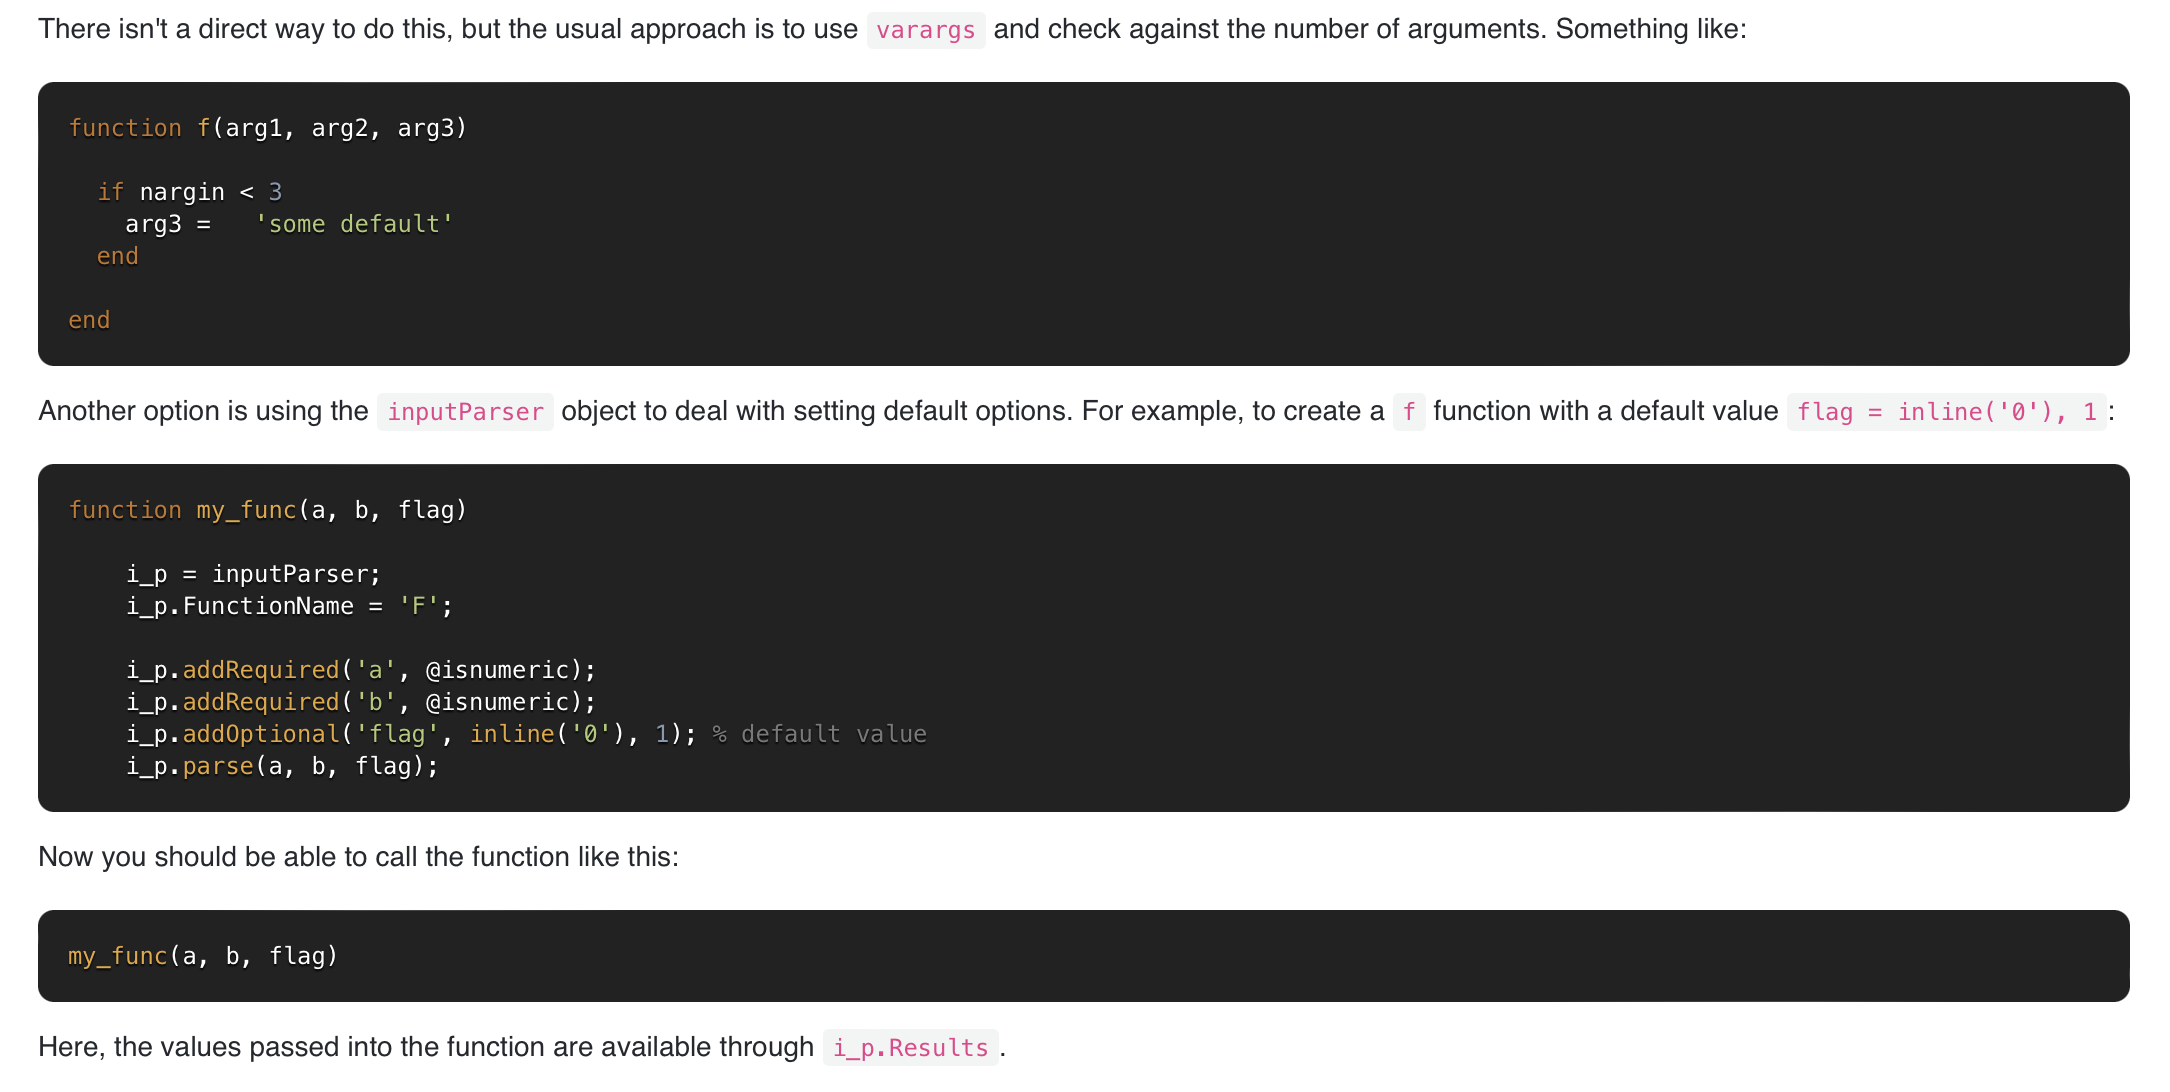 There isn't a direct way to do this, but the usual approach is to use varargs and check against the number of arguments. Something like:
function f(arg1, arg2, arg3)
if nargin < 3
arg3 =   'some default'
end
end
Another option is using the inputParser object to deal with setting default options. For example, to create a f function with a default value flag = inline('0'), 1:
function my_func(a, b, flag)
i_p = inputParser;
i_p.FunctionName = 'F';
i_p.addRequired('a', @isnumeric);
i_p.addRequired('b', @isnumeric);
i_p.addOptional('flag', inline('0'), 1); % default value
i_p.parse(a, b, flag);
Now you should be able to call the function like this:
my_func(a, b, flag)
Here, the values passed into the function are available through i_p.Results.